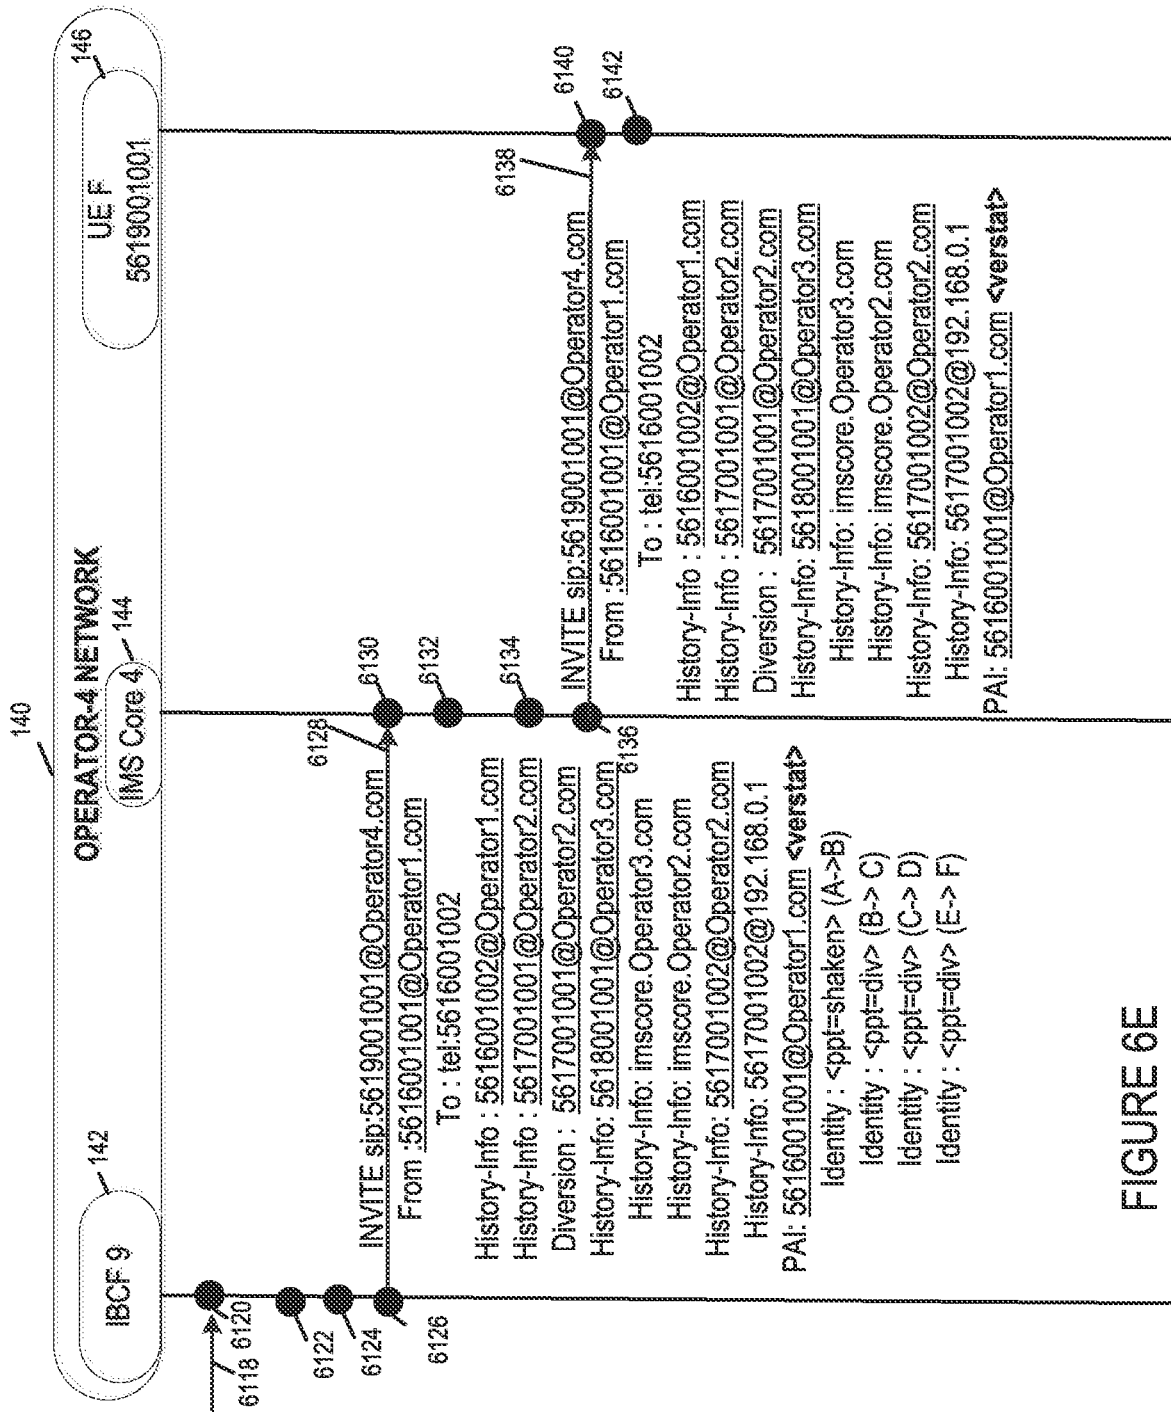 140
OPERATOR-4 NETWORK
142
IBCF 9
IMS Core 4
144
146
UE F
5619001001
6118
6120
6122
6124
6126
6128
INVITE sip:5619001001@Operator4.com
From :5616001001@Operator1.com
To : tel:5616001002
History-Info : 5616001002@Operator1.com
History-Info : 5617001001@Operator2.com
Diversion : 5617001001@Operator2.com
History-Info: 5618001001@Operator3.com
History-Info: imscore.Operator3.com
History-Info: imscore.Operator2.com
History-Info: 5617001002@Operator2.com
History-Info: 5617001002@192.168.0.1
PAI: 5616001001@Operator1.com <verstat>
Identity : <ppt=shaken> (A->B)
Identity : <ppt=div> (B-> C)
Identity : <ppt=div> (C-> D)
Identity : <ppt=div> (E-> F)
6130
6132
6134
6136
6138
INVITE sip:5619001001@Operator4.com
From :5616001001@Operator1.com
To : tel:5616001002
History-Info : 5616001002@Operator1.com
History-Info : 5617001001@Operator2.com
Diversion : 5617001001@Operator2.com
History-Info: 5618001001@Operator3.com
History-Info: imscore.Operator3.com
History-Info: imscore.Operator2.com
History-Info: 5617001002@Operator2.com
History-Info: 5617001002@192.168.0.1
PAI: 5616001001@Operator1.com <verstat>
6140
6142
FIGURE 6E